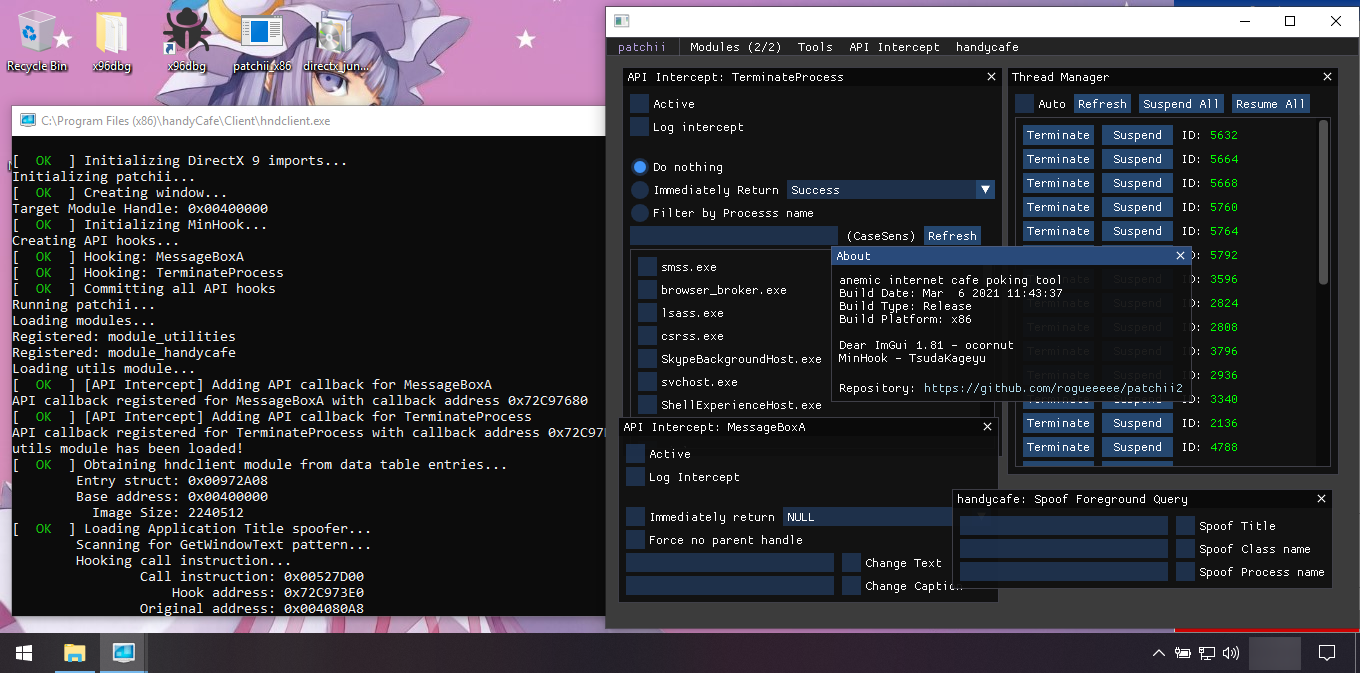 Recycle Bin
x96dbg
x96dbg
patchii_x86
directx_jun...
C:\Program Files (x86)\handyCafe\Client\hndclient.exe
[  OK  ] Initializing DirectX 9 imports...
Initializing patchii...
[  OK  ] Creating window...
Target Module Handle: 0x00400000
[  OK  ] Initializing MinHook...
Creating API hooks...
[  OK  ] Hooking: MessageBoxA
[  OK  ] Hooking: TerminateProcess
[  OK  ] Committing all API hooks
Running patchii...
Loading modules...
Registered: module_utilities
Registered: module_handycafe
Loading utils module...
[  OK  ] [API Intercept] Adding API callback for MessageBoxA
API callback registered for MessageBoxA with callback address 0x72C97680
[  OK  ] [API Intercept] Adding API callback for TerminateProcess
API callback registered for TerminateProcess with callback address 0x72C97
utils module has been loaded!
[  OK  ] Obtaining hndclient module from data table entries...
Entry struct: 0x00972A08
Base address: 0x00400000
Image Size: 2240512
[  OK  ] Loading Application Title spoofer...
Scanning for GetWindowText pattern...
Hooking call instruction...
Call instruction: 0x00527D00
Hook address: 0x72C973E0
Original address: 0x004080A8
patchii Modules (2/2) Tools API Intercept handycafe
API Intercept: TerminateProcess
Active
Log intercept
Do nothing
Immediately Return Success
Filter by Processs name
(CaseSens) Refresh
smss.exe
browser_broker.exe
lsass.exe
csrss.exe
SkypeBackgroundHost.exe
svchost.exe
ShellExperienceHost.exe
Thread Manager
Auto Refresh Suspend All Resume All
Terminate Suspend ID: 5632
Terminate Suspend ID: 5664
Terminate Suspend ID: 5668
Terminate Suspend ID: 5760
Terminate Suspend ID: 5764
ID: 5792
Terminate Suspend ID: 3596
Terminate Suspend ID: 2824
Terminate Suspend ID: 2808
Terminate Suspend ID: 3796
Terminate Suspend ID: 2936
Terminate Suspend ID: 3340
Terminate Suspend ID: 2136
Terminate Suspend ID: 4788
About
anemic internet cafe poking tool
Build Date: Mar  6 2021 11:43:37
Build Type: Release
Build Platform: x86
Dear ImGui 1.81 - ocornut
MinHook - TsudaKageyu
Repository: https://github.com/rogueeeee/patchii2
API Intercept: MessageBoxA
Active
Log Intercept
Immediately return NULL
Force no parent handle
Change Text
Change Caption
handycafe: Spoof Foreground Query
Spoof Title
Spoof Class name
Spoof Process name